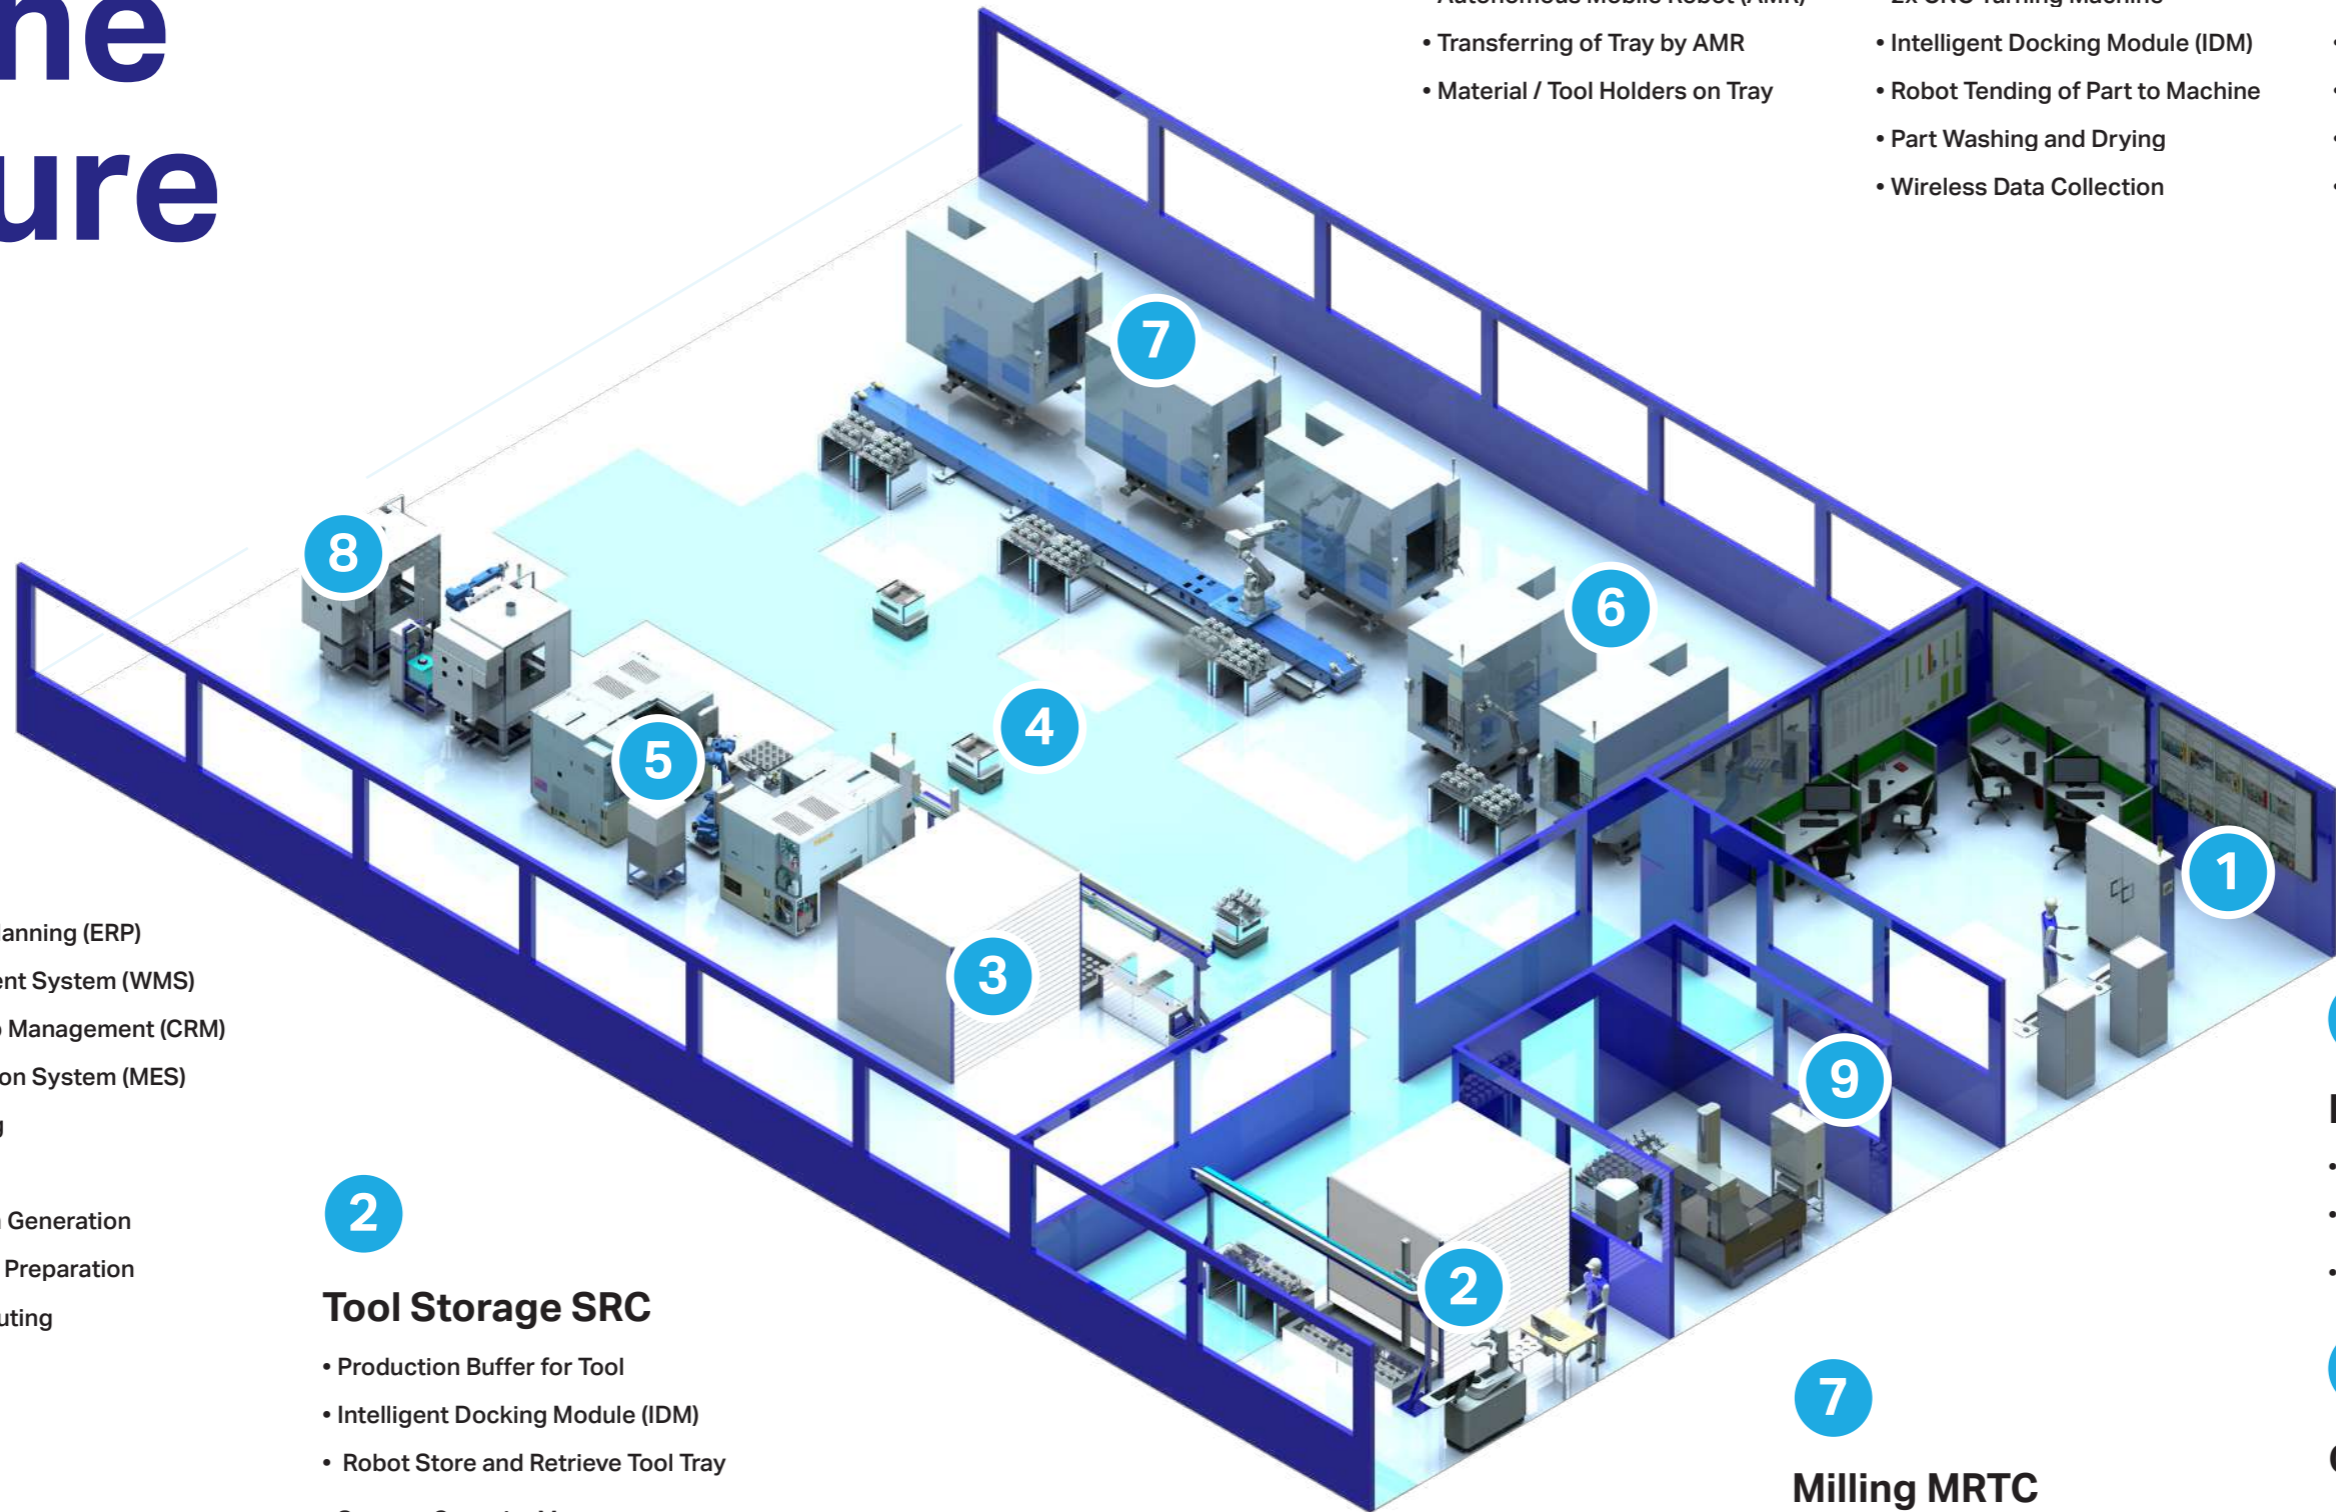 ne
ure
• Transferring of Tray by AMR
• Material / Tool Holders on Tray
• Intelligent Docking Module (IDM)
• Robot Tending of Part to Machine
• Part Washing and Drying
• Wireless Data Collection
7
8
6
4
5
1
3
9
2
anning (ERP)
ent System (WMS)
Management (CRM)
on System (MES)
g
Generation
Preparation
uting
2
Tool Storage SRC
• Production Buffer for Tool
• Intelligent Docking Module (IDM)
• Robot Store and Retrieve Tool Tray
7
Milling MRTC